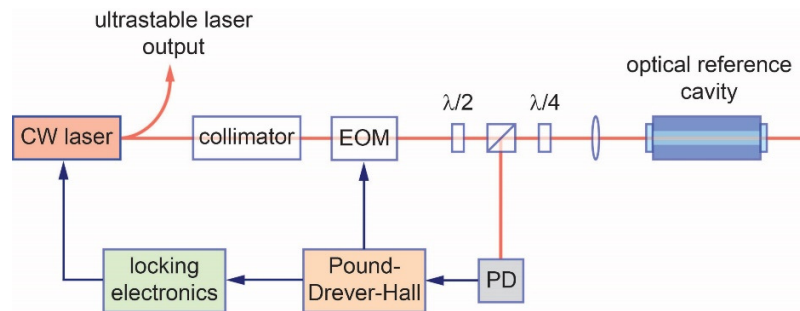 ultrastable laser
output
CW laser
collimator
EOM
λ/2
λ/4
optical reference
cavity
locking
electronics
Pound-
Drever-Hall
PD